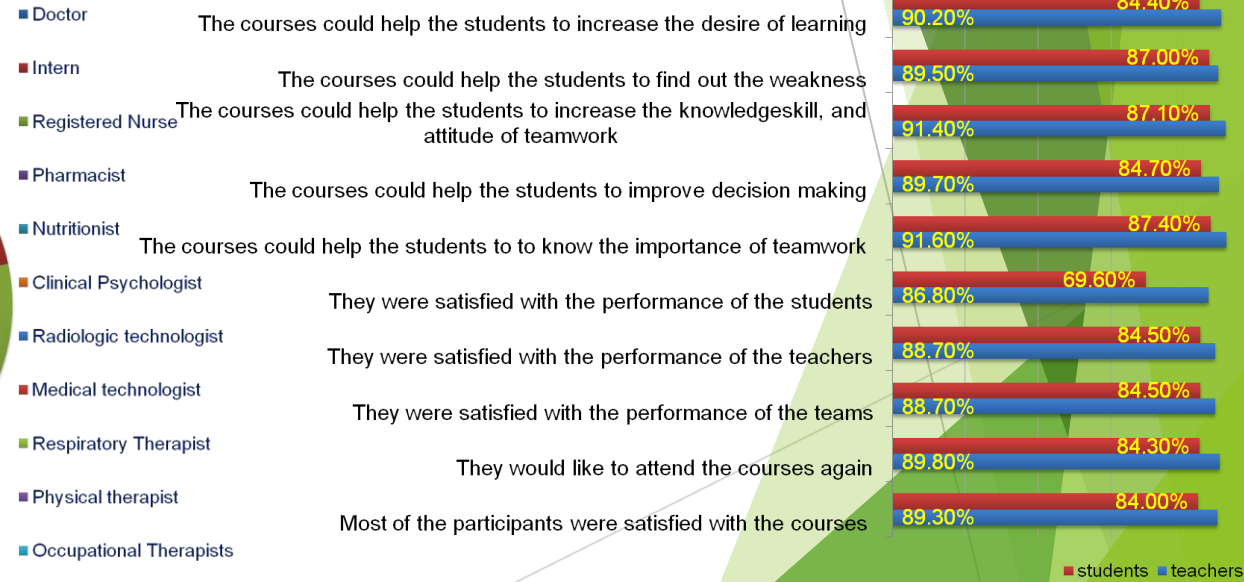 Doctor
Intern
Registered Nurse
Pharmacist
Nutritionist
Clinical Psychologist
Radiologic technologist
Medical technologist
Respiratory Therapist
Physical therapist
Occupational Therapists
The courses could help the students to increase the desire of learning
84.40%
90.20%
The courses could help the students to find out the weakness
87.00%
89.50%
The courses could help the students to increase the knowledgeskill, and
attitude of teamwork
87.10%
91.40%
The courses could help the students to improve decision making
84.70%
89.70%
The courses could help the students to to know the importance of teamwork
87.40%
91.60%
They were satisfied with the performance of the students
69.60%
86.80%
They were satisfied with the performance of the teachers
84.50%
88.70%
They were satisfied with the performance of the teams
84.50%
88.70%
They would like to attend the courses again
84.30%
89.80%
Most of the participants were satisfied with the courses
84.00%
89.30%
students teachers